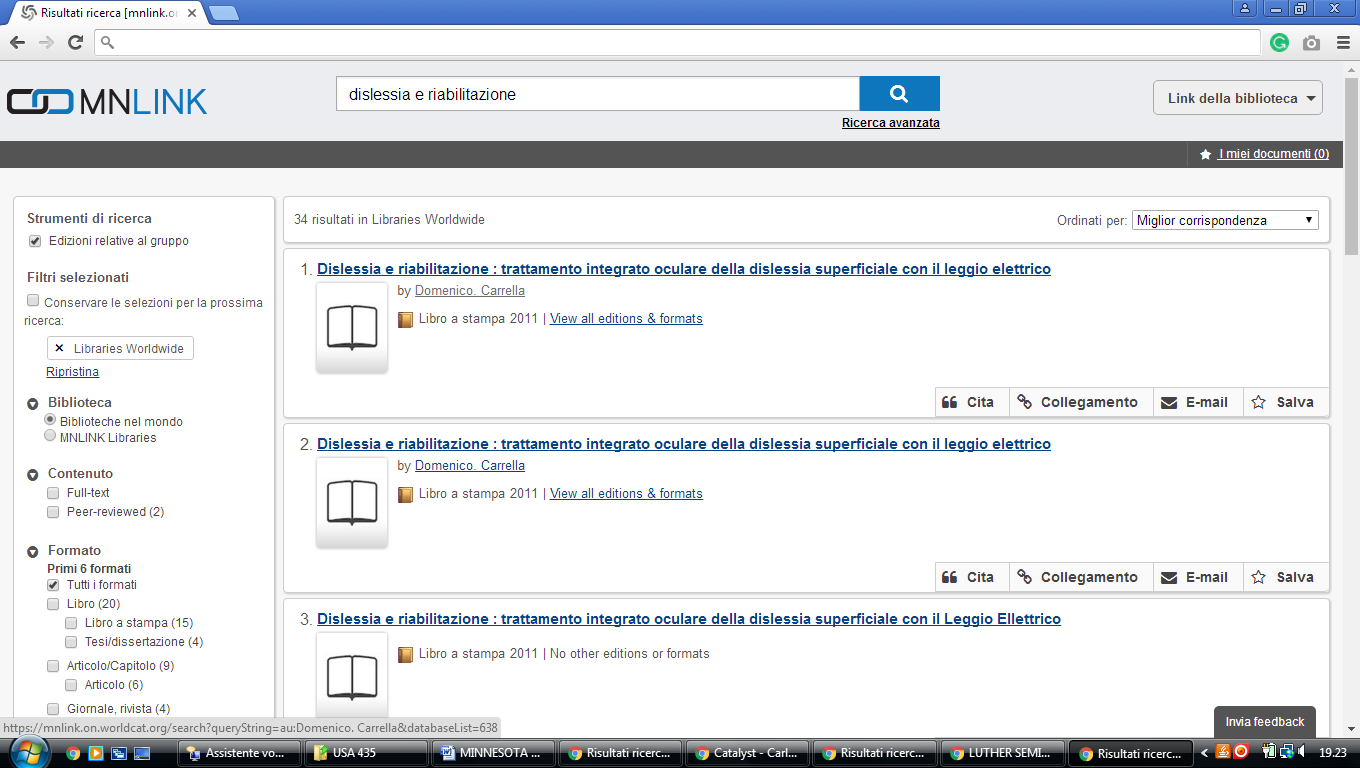 Risultati ricerca [mnlink.or
MNLINK
dislessia e riabilitazione
Ricerca avanzata
Link della biblioteca
I miei documenti (0)
Strumenti di ricerca
Edizioni relative al gruppo
Filtri selezionati
Conservare le selezioni per la prossima
ricerca:
Libraries Worldwide
Ripristina
Biblioteca
Biblioteche nel mondo
MNLINK Libraries
Contenuto
Full-text
Peer-reviewed (2)
Formato
Primi 6 formati
Tutti i formati
Libro (20)
Libro a stampa (15)
Tesi/dissertazione (4)
Articolo/Capitolo (9)
Articolo (6)
Giornale, rivista (4)
34 risultati in Libraries Worldwide
Ordinati per: Miglior corrispondenza
1. Dislessia e riabilitazione : trattamento integrato oculare della dislessia superficiale con il leggio elettrico
by Domenico. Carrella
Libro a stampa 2011 | View all editions & formats
Cita Collegamento E-mail Salva
2. Dislessia e riabilitazione : trattamento integrato oculare della dislessia superficiale con il leggio elettrico
by Domenico. Carrella
Libro a stampa 2011 | View all editions & formats
Cita Collegamento E-mail Salva
3. Dislessia e riabilitazione : trattamento integrato oculare della dislessia superficiale con il Leggio Ellettrico
Libro a stampa 2011 | No other editions or formats
Invia feedback
https://mnlink.on.worldcat.org/search?queryString=au:Domenico. Carrella&databaseList=638
Assistente vo... USA 435 MINNESOTA ... Risultati ricerc... Catalyst - Carl... Risultati ricerc... LUTHER SEMI... Risultati ricerc... 19.23